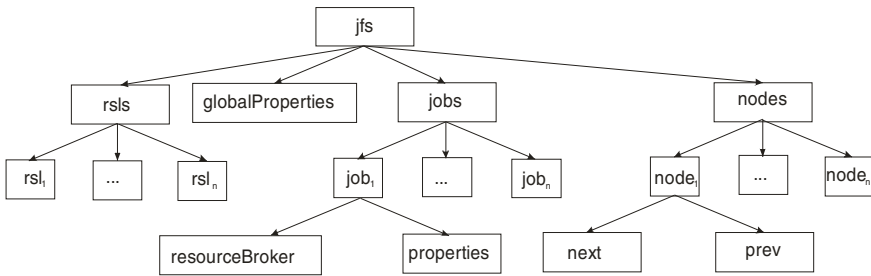 jfs
rsls
globalProperties
jobs
nodes
rsl₁
...
rslₙ
job₁
...
jobₙ
node₁
...
nodeₙ
resourceBroker
properties
next
prev